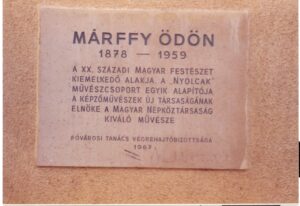 MÁRFFY ÖDÖN
1878 — 1959
A XX. SZÁZADI MAGYAR FESTÉSZET
KIEMELKEDŐ ALAKJA A „NYOLCAK"
MŰVÉSZCSOPORT EGYIK ALAPÍTÓJA
A KÉPZŐMŰVÉSZEK ÚJ TÁRSASÁGÁNAK
ELNÖKE A MAGYAR NÉPKÖZTÁRSASÁG
KIVÁLÓ MŰVÉSZE
FŐVÁROSI TANÁCS VÉGREHAJTÓBIZOTTSÁGA